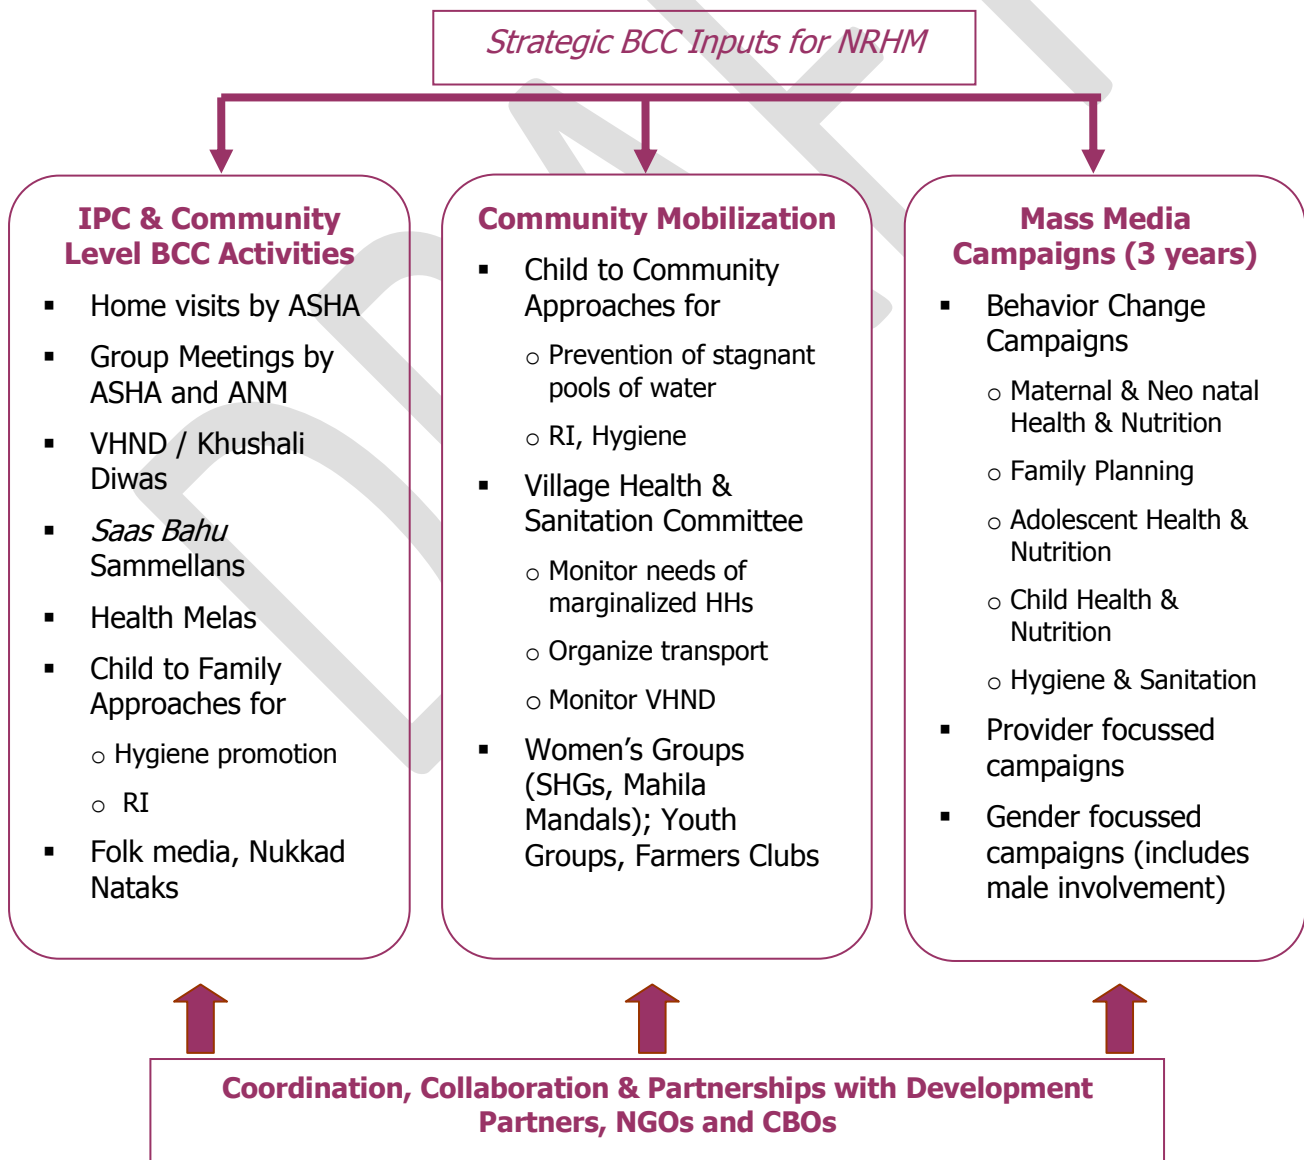 Strategic BCC Inputs for NRHM
IPC & Community
Level BCC Activities
▪ Home visits by ASHA
▪ Group Meetings by
ASHA and ANM
▪ VHND / Khushali
Diwas
▪ Saas Bahu
Sammellans
▪ Health Melas
▪ Child to Family
Approaches for
o Hygiene promotion
o RI
▪ Folk media, Nukkad
Nataks
Community Mobilization
▪ Child to Community
Approaches for
o Prevention of stagnant
pools of water
o RI, Hygiene
▪ Village Health &
Sanitation Committee
o Monitor needs of
marginalized HHs
o Organize transport
o Monitor VHND
▪ Women’s Groups
(SHGs, Mahila
Mandals); Youth
Groups, Farmers Clubs
Mass Media
Campaigns (3 years)
▪ Behavior Change
Campaigns
o Maternal & Neo natal
Health & Nutrition
o Family Planning
o Adolescent Health &
Nutrition
o Child Health &
Nutrition
o Hygiene & Sanitation
▪ Provider focussed
campaigns
▪ Gender focussed
campaigns (includes
male involvement)
Coordination, Collaboration & Partnerships with Development
Partners, NGOs and CBOs
DRAFT